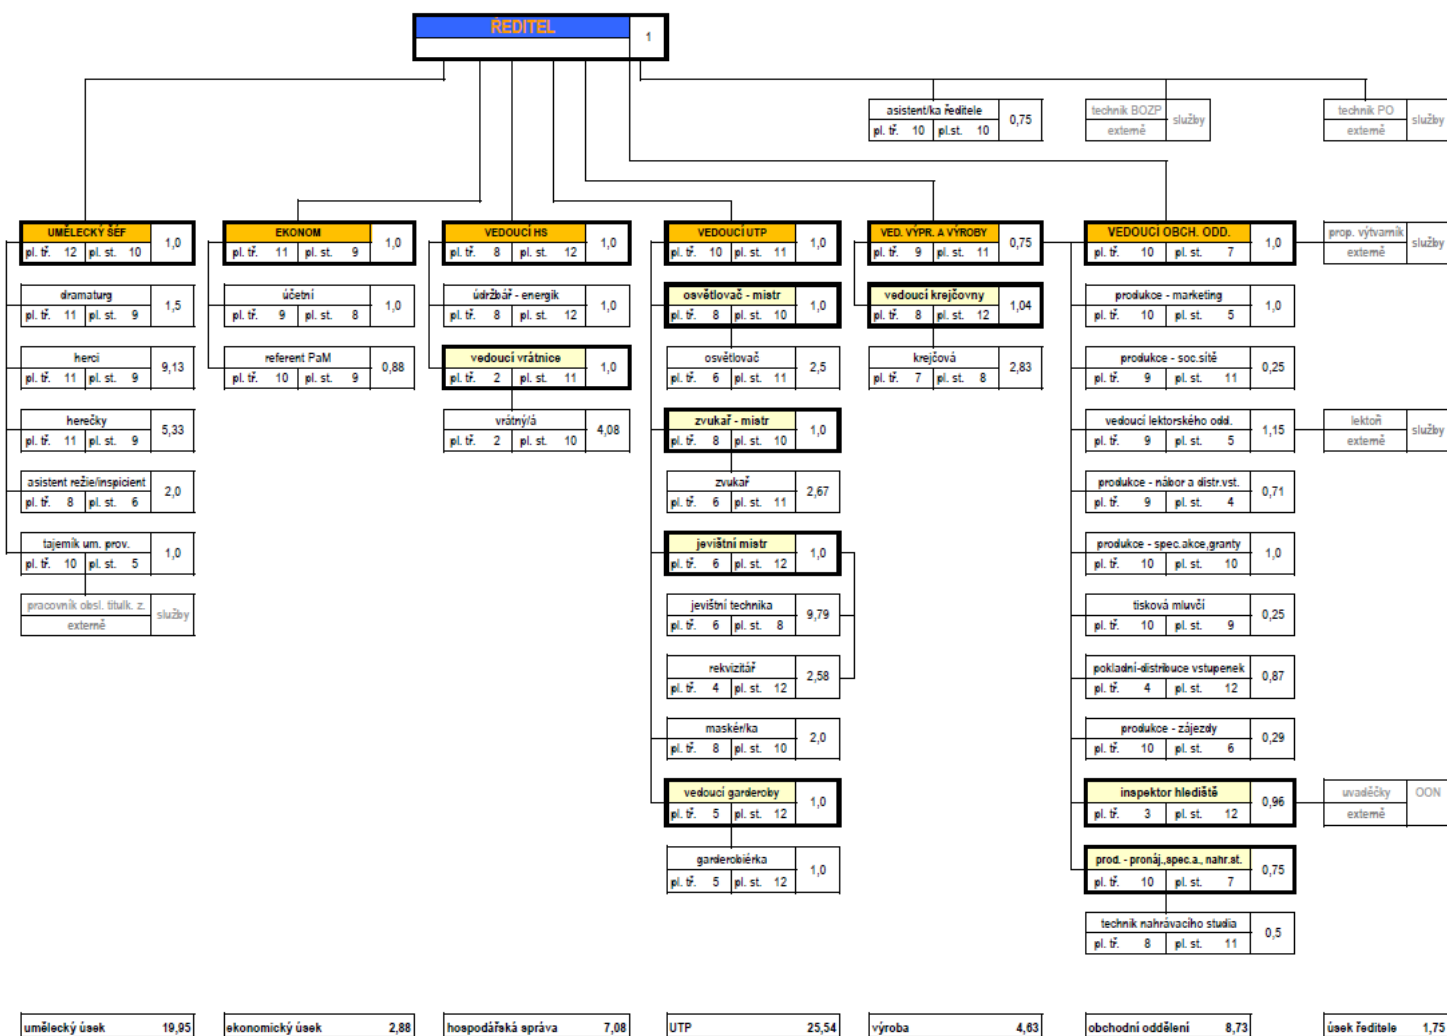 ŘEDITEL
1
asistent/ka ředitele
pl. tř. 10 pl.st. 10
0,75
technik BOZP
externě
služby
technik PO
externě
služby
UMĚLECKÝ ŠÉF
pl. tř. 12 pl. st. 10
1,0
dramaturg
pl. tř. 11 pl. st. 9
1,5
herci
pl. tř. 11 pl. st. 9
9,13
herečky
pl. tř. 11 pl. st. 9
5,33
asistent režie/inspicient
pl. tř. 8 pl. st. 6
2,0
tajemík um. prov.
pl. tř. 10 pl. st. 5
1,0
pracovník obsl. titulk. z.
externě
služby
EKONOM
pl. tř. 11 pl. st. 9
1,0
účetní
pl. tř. 9 pl. st. 8
1,0
referent PaM
pl. tř. 10 pl. st. 9
0,88
VEDOUCÍ HS
pl. tř. 8 pl. st. 12
1,0
údržbář - energik
pl. tř. 8 pl. st. 12
1,0
vedoucí vrátnice
pl. tř. 2 pl. st. 11
1,0
vrátný/á
pl. tř. 2 pl. st. 10
4,08
VEDOUCÍ UTP
pl. tř. 10 pl. st. 11
1,0
osvětlovač - mistr
pl. tř. 8 pl. st. 10
1,0
osvětlovač
pl. tř. 6 pl. st. 11
2,5
zvukař - mistr
pl. tř. 8 pl. st. 10
1,0
zvukař
pl. tř. 6 pl. st. 11
2,67
jevištní mistr
pl. tř. 6 pl. st. 12
1,0
jevištní technika
pl. tř. 6 pl. st. 8
9,79
rekvizitář
pl. tř. 4 pl. st. 12
2,58
maskér/ka
pl. tř. 8 pl. st. 10
2,0
vedoucí garderoby
pl. tř. 5 pl. st. 12
1,0
garderobiérka
pl. tř. 5 pl. st. 12
1,0
VED. VÝPR. A VÝROBY
pl. tř. 9 pl. st. 11
0,75
vedoucí krejčovny
pl. tř. 8 pl. st. 12
1,04
krejčová
pl. tř. 7 pl. st. 8
2,83
VEDOUCÍ OBCH. ODD.
pl. tř. 10 pl. st. 7
1,0
prop. výtvarník
externě
služby
produkce - marketing
pl. tř. 10 pl. st. 5
1,0
produkce - soc.sítě
pl. tř. 9 pl. st. 11
0,25
vedoucí lektorského odd.
pl. tř. 9 pl. st. 5
1,15
lektoři
externě
služby
produkce - nábor a distr.vst.
pl. tř. 9 pl. st. 4
0,71
produkce - spec.akce,granty
pl. tř. 10 pl. st. 10
1,0
tisková mluvčí
pl. tř. 10 pl. st. 9
0,25
pokladní-distribuce vstupenek
pl. tř. 4 pl. st. 12
0,87
produkce - zájezdy
pl. tř. 10 pl. st. 6
0,29
inspektor hlediště
pl. tř. 3 pl. st. 12
0,96
uvaděčky
externě
OON
prod. - pronáj.,spec.a., nahr.st.
pl. tř. 10 pl. st. 7
0,75
technik nahrávacího studia
pl. tř. 8 pl. st. 11
0,5
umělecký úsek 19,95
ekonomický úsek 2,88
hospodářská správa 7,08
UTP 25,54
výroba 4,63
obchodní oddělení 8,73
úsek ředitele 1,75